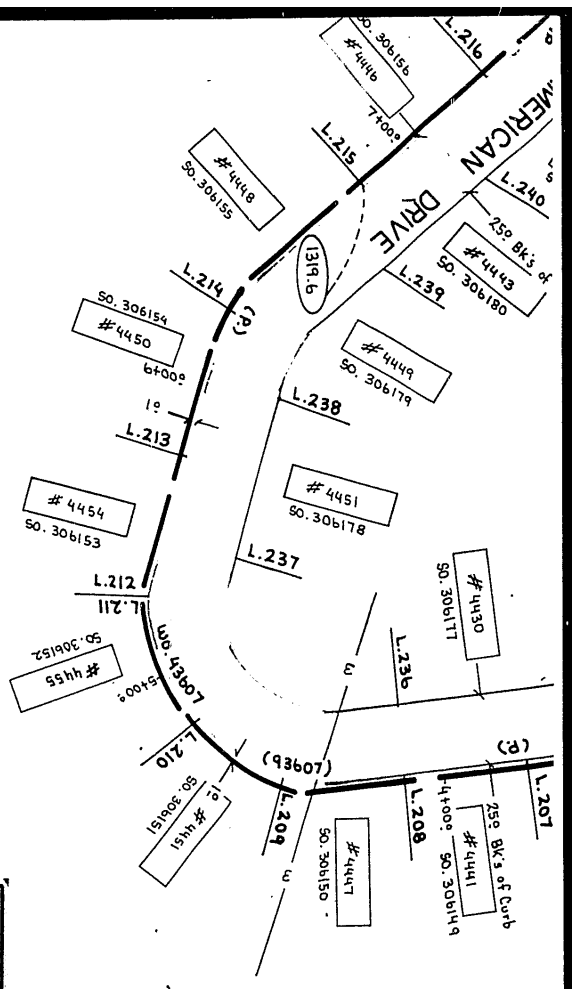 SO. 306156
#4446
L.216
7+00°
L.215
AMERICAN
DRIVE
L.240
25° BK's of
#4443
SO. 306180
L.239
#4448
SO. 306155
1319.6
L.214
(P.)
SO. 306154
#4450
6+00°
1°
L.213
#4449
SO. 306179
L.238
#4451
SO. 306178
L.237
#4454
SO. 306153
L.212
L.211
SO. 306152
#4455
WO. 43607
5+00°
L.210
SO. 306151
#4451
1°
(43607)
L.209
W
W
L.236
#4430
SO. 306177
(P.)
L.207
L.208
4+00°
25° BK's of Curb
#4441
SO. 306149
#4447
SO. 306150